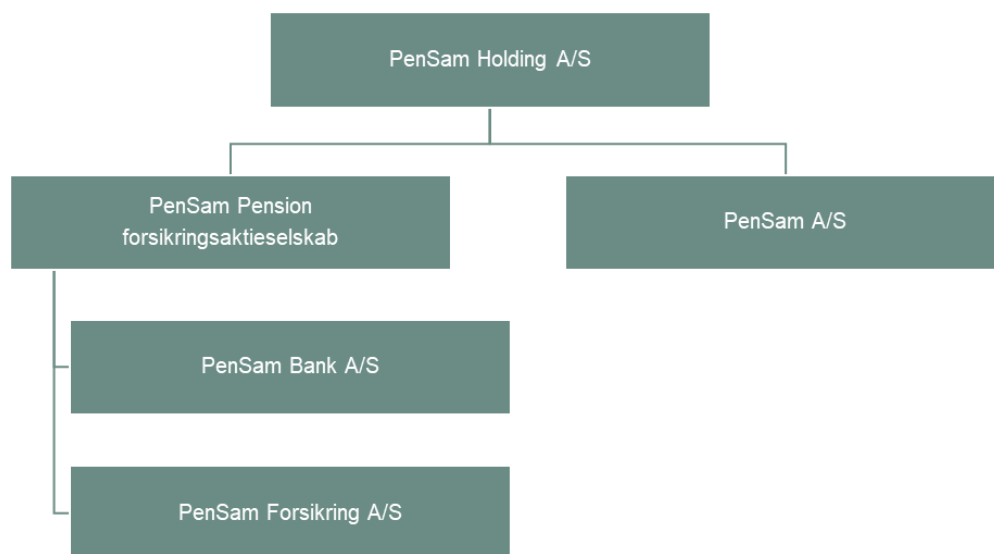 PenSam Holding A/S
PenSam Pension
forsikringsaktieselskab
PenSam A/S
PenSam Bank A/S
PenSam Forsikring A/S